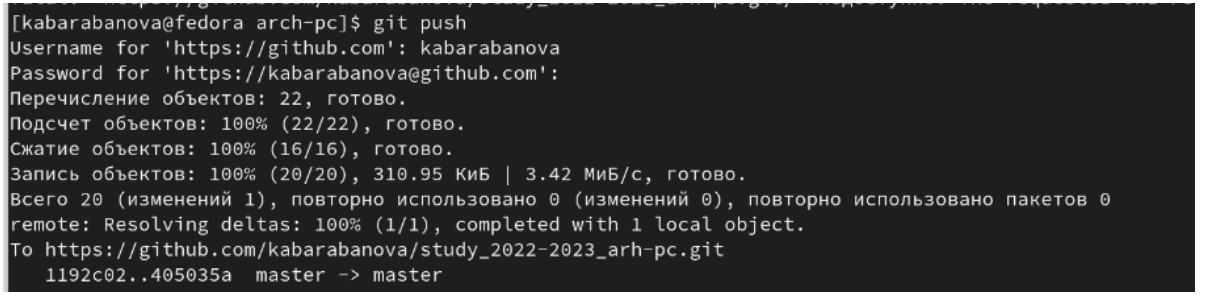 [kabarabanova@fedora arch-pc]$ git push
Username for 'https://github.com': kabarabanova
Password for 'https://kabarabanova@github.com':
Перечисление объектов: 22, готово.
Подсчет объектов: 100% (22/22), готово.
Сжатие объектов: 100% (16/16), готово.
Запись объектов: 100% (20/20), 310.95 КиБ | 3.42 МиБ/с, готово.
Всего 20 (изменений 1), повторно использовано 0 (изменений 0), повторно использовано пакетов 0
remote: Resolving deltas: 100% (1/1), completed with 1 local object.
To https://github.com/kabarabanova/study_2022-2023_arh-pc.git
1192c02..405035a master -> master